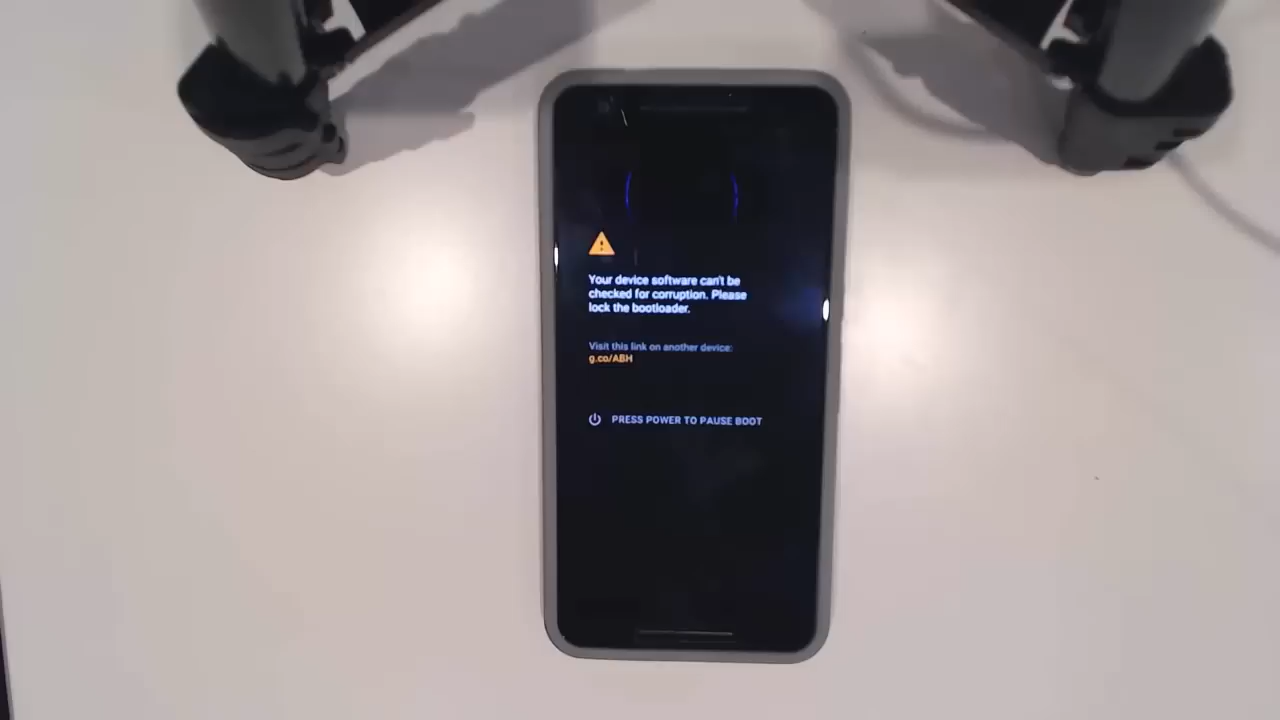 Your device software can't be
checked for corruption. Please
lock the bootloader.
Visit this link on another device:
g.co/ABH
PRESS POWER TO PAUSE BOOT